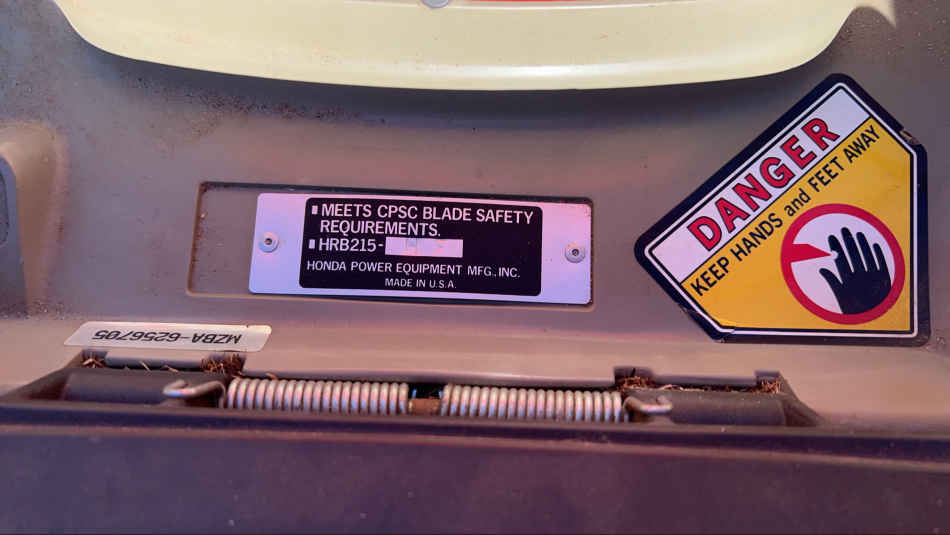 MEETS CPSC BLADE SAFETY
REQUIREMENTS.
HRB215-
HONDA POWER EQUIPMENT MFG., INC.
MADE IN U.S.A.
DANGER
KEEP HANDS and FEET AWAY
MZBA-6256705